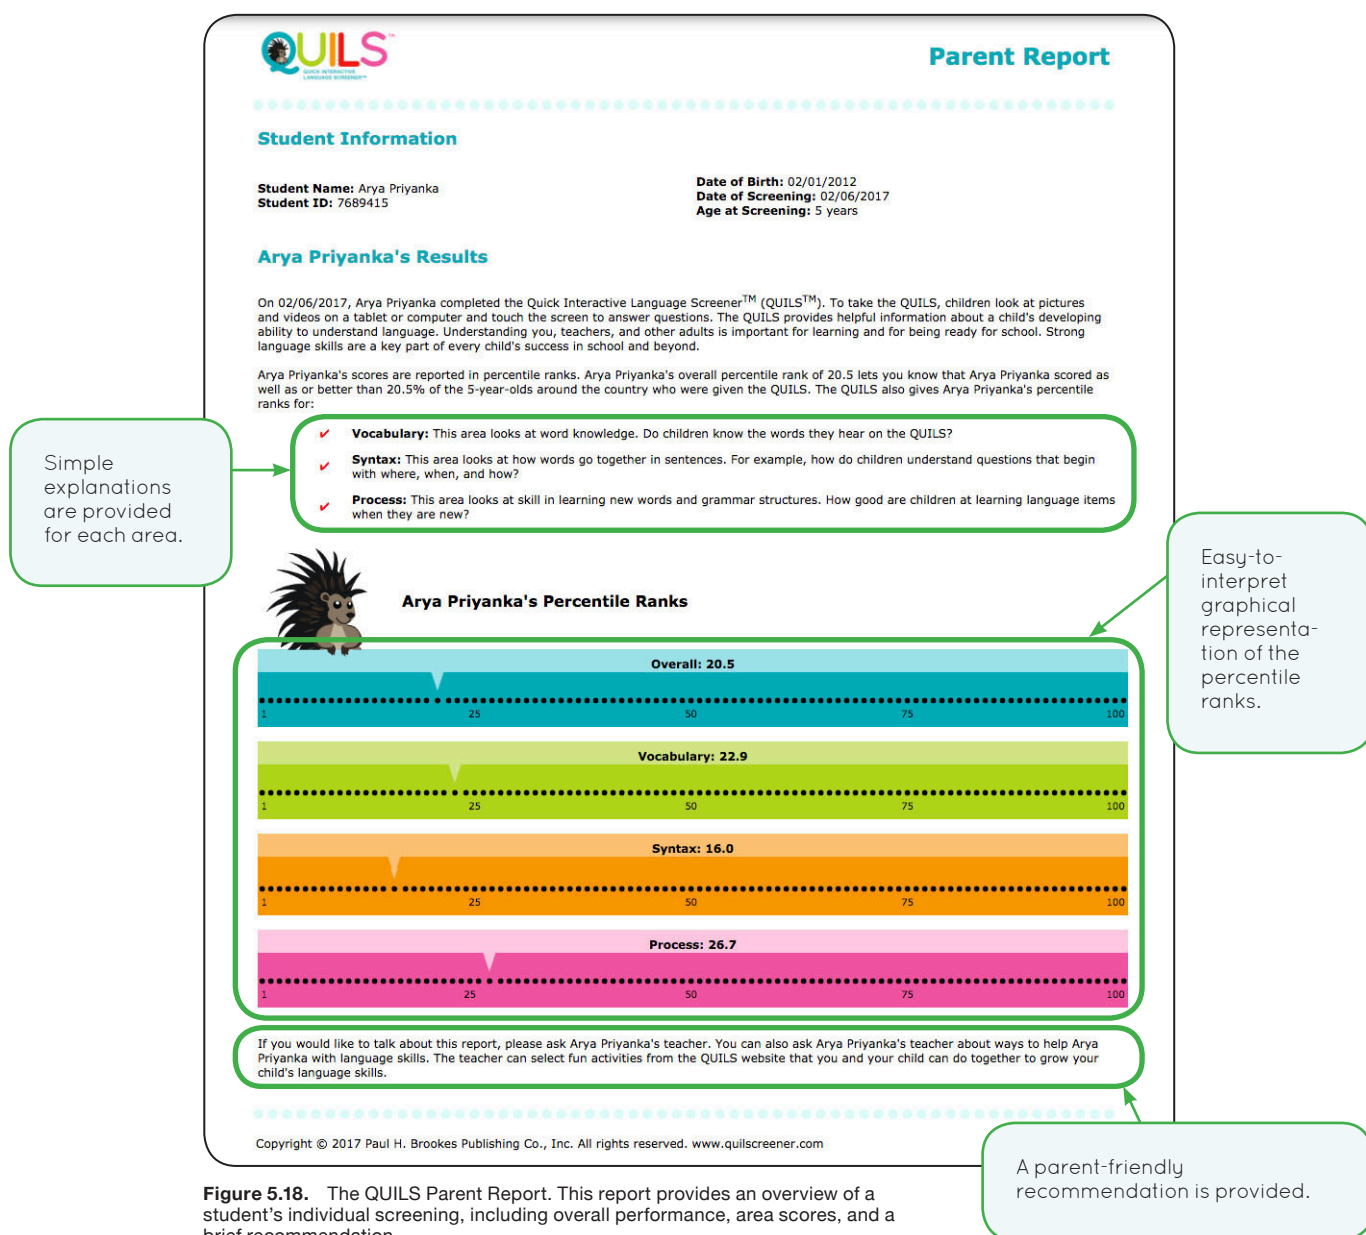 QUILS™
QUICK INTERACTIVE
LANGUAGE SCREENER™
Parent Report
Student Information
Student Name: Arya Priyanka
Student ID: 7689415
Date of Birth: 02/01/2012
Date of Screening: 02/06/2017
Age at Screening: 5 years
Arya Priyanka's Results
On 02/06/2017, Arya Priyanka completed the Quick Interactive Language Screener™ (QUILS™). To take the QUILS, children look at pictures
and videos on a tablet or computer and touch the screen to answer questions. The QUILS provides helpful information about a child's developing
ability to understand language. Understanding you, teachers, and other adults is important for learning and for being ready for school. Strong
language skills are a key part of every child's success in school and beyond.
Arya Priyanka's scores are reported in percentile ranks. Arya Priyanka's overall percentile rank of 20.5 lets you know that Arya Priyanka scored as
well as or better than 20.5% of the 5-year-olds around the country who were given the QUILS. The QUILS also gives Arya Priyanka's percentile
ranks for:
✔ Vocabulary: This area looks at word knowledge. Do children know the words they hear on the QUILS?
✔ Syntax: This area looks at how words go together in sentences. For example, how do children understand questions that begin
with where, when, and how?
✔ Process: This area looks at skill in learning new words and grammar structures. How good are children at learning language items
when they are new?
Simple
explanations
are provided
for each area.
Arya Priyanka's Percentile Ranks
Easy-to-
interpret
graphical
representa-
tion of the
percentile
ranks.
Overall: 20.5
1 25 50 75 100
Vocabulary: 22.9
1 25 50 75 100
Syntax: 16.0
1 25 50 75 100
Process: 26.7
1 25 50 75 100
If you would like to talk about this report, please ask Arya Priyanka's teacher. You can also ask Arya Priyanka's teacher about ways to help Arya
Priyanka with language skills. The teacher can select fun activities from the QUILS website that you and your child can do together to grow your
child's language skills.
Copyright © 2017 Paul H. Brookes Publishing Co., Inc. All rights reserved. www.quilscreener.com
A parent-friendly
recommendation is provided.
Figure 5.18. The QUILS Parent Report. This report provides an overview of a
student's individual screening, including overall performance, area scores, and a
brief recommendation